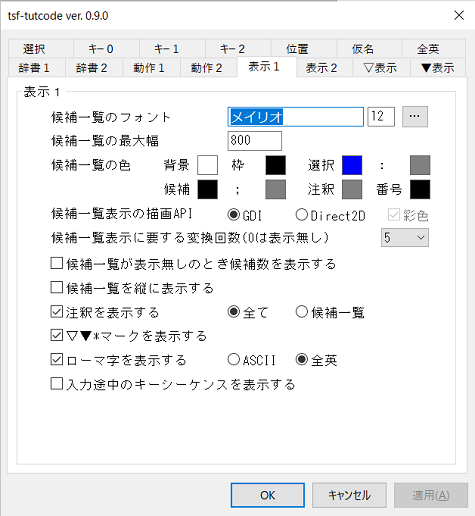 tsf-tutcode ver. 0.9.0
選択 キー0 キー1 キー2 位置 仮名 全英
辞書1 辞書2 動作1 動作2 表示1 表示2 ▽表示 ▼表示
表示1
候補一覧のフォント メイリオ 12 ...
候補一覧の最大幅 800
候補一覧の色 背景 枠 選択 :
候補 ; 注釈 番号
候補一覧表示の描画API GDI Direct2D 彩色
候補一覧表示に要する変換回数(0は表示無し) 5
候補一覧が表示無しのとき候補数を表示する
候補一覧を縦に表示する
注釈を表示する 全て 候補一覧
▽▼*マークを表示する
ローマ字を表示する ASCII 全英
入力途中のキーシーケンスを表示する
OK キャンセル 適用(A)